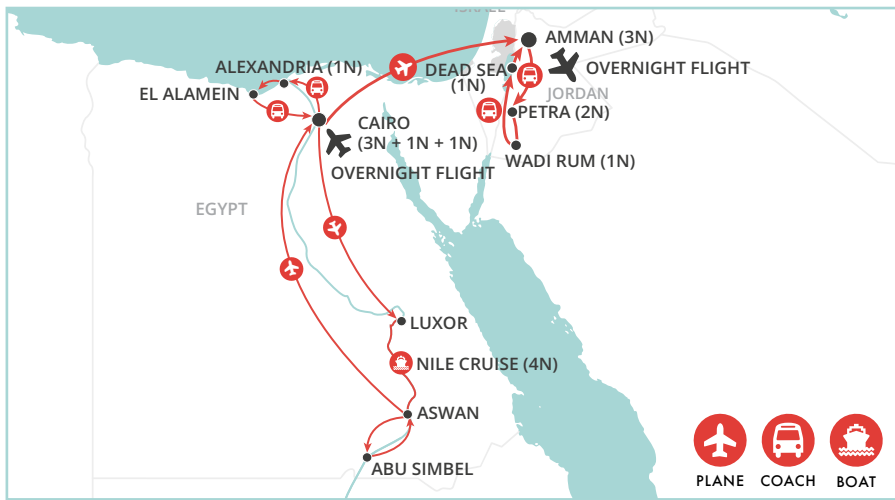 ISRAEL
AMMAN (3N)
OVERNIGHT FLIGHT
ALEXANDRIA (1N)
DEAD SEA
(1N)
EL ALAMEIN
JORDAN
PETRA (2N)
CAIRO
(3N + 1N + 1N)
OVERNIGHT FLIGHT
WADI RUM (1N)
EGYPT
LUXOR
NILE CRUISE (4N)
ASWAN
ABU SIMBEL
PLANE
COACH
BOAT